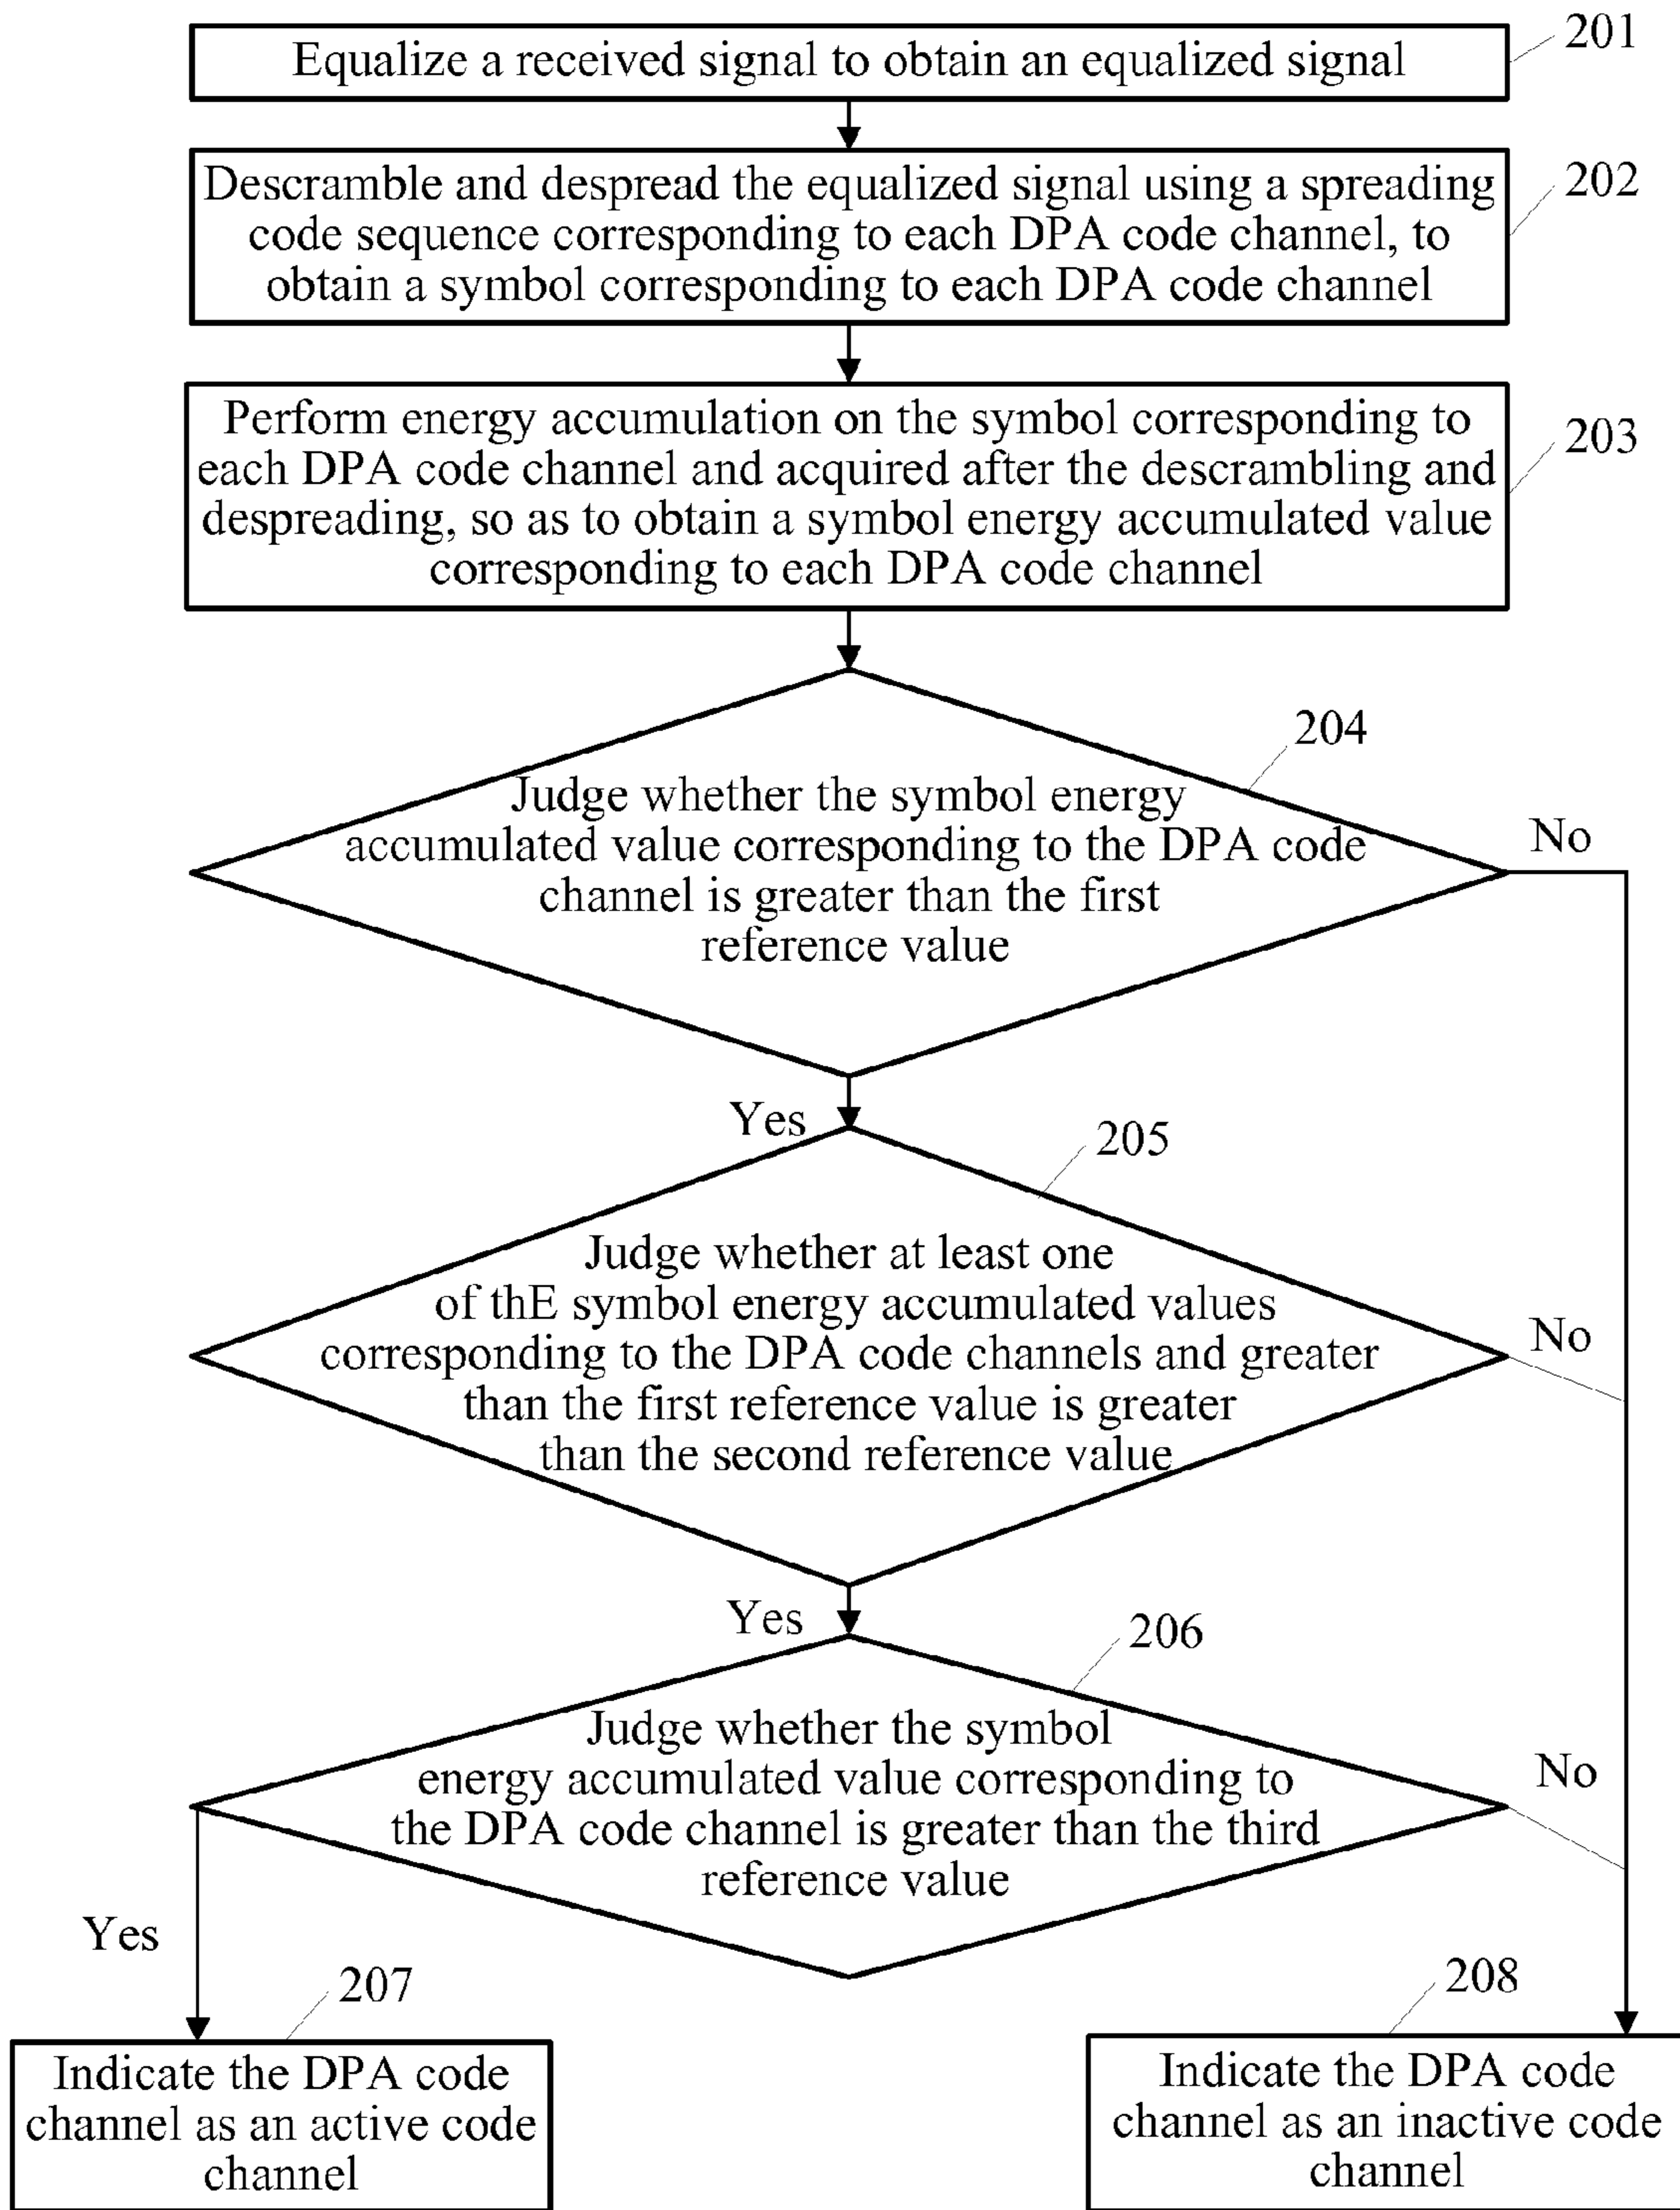 Equalize a received signal to obtain an equalized signal
201
Descramble and despread the equalized signal using a spreading
code sequence corresponding to each DPA code channel, to
obtain a symbol corresponding to each DPA code channel
202
Perform energy accumulation on the symbol corresponding to
each DPA code channel and acquired after the descrambling and
despreading, so as to obtain a symbol energy accumulated value
corresponding to each DPA code channel
203
204
Judge whether the symbol energy
accumulated value corresponding to the DPA code
channel is greater than the first
reference value
No
Yes
205
Judge whether at least one
of thE symbol energy accumulated values
corresponding to the DPA code channels and greater
than the first reference value is greater
than the second reference value
No
Yes
206
Judge whether the symbol
energy accumulated value corresponding to
the DPA code channel is greater than the third
reference value
No
Yes
207
Indicate the DPA code
channel as an active code
channel
208
Indicate the DPA code
channel as an inactive code
channel